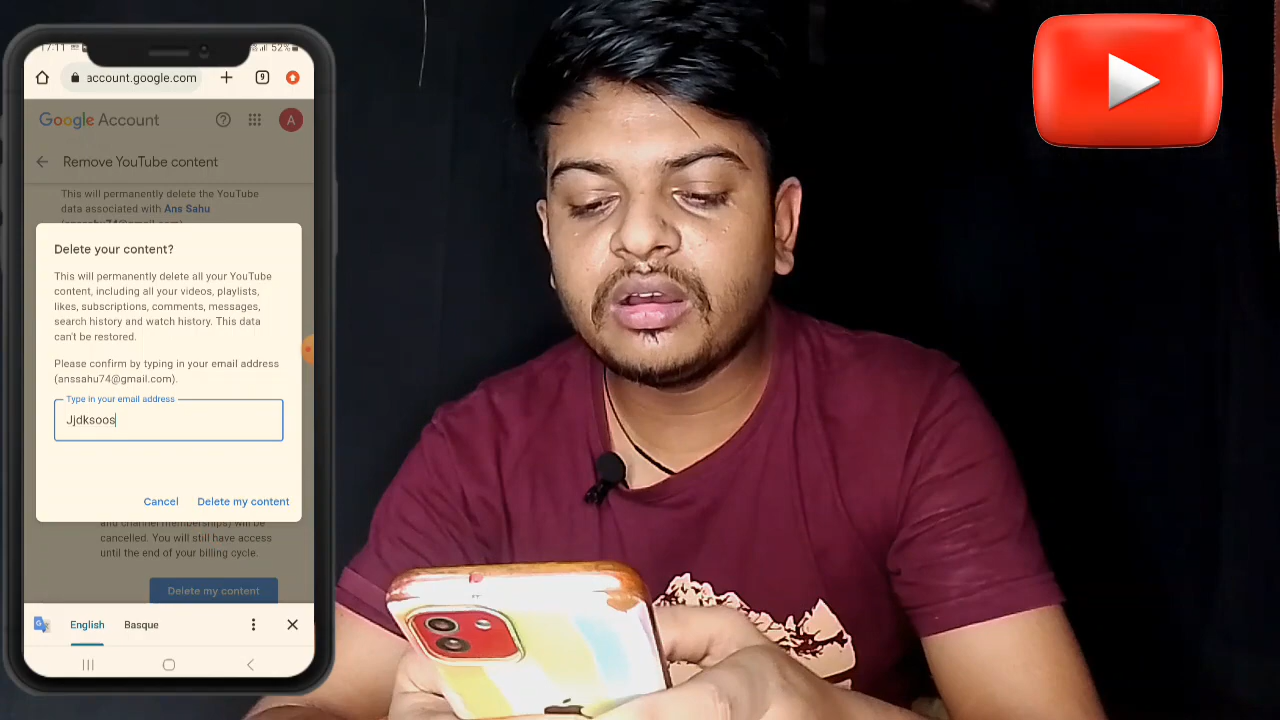 17:11 52%
account.google.com 9
Google Account A
Remove YouTube content
This will permanently delete the YouTube
data associated with Ans Sahu
Delete your content?
This will permanently delete all your YouTube
content, including all your videos, playlists,
likes, subscriptions, comments, messages,
search history and watch history. This data
can't be restored.
Please confirm by typing in your email address
(anssahu74@gmail.com).
Type in your email address
Jjdksoos
Cancel Delete my content
and channel memberships) will be
cancelled. You will still have access
until the end of your billing cycle.
Delete my content
English Basque